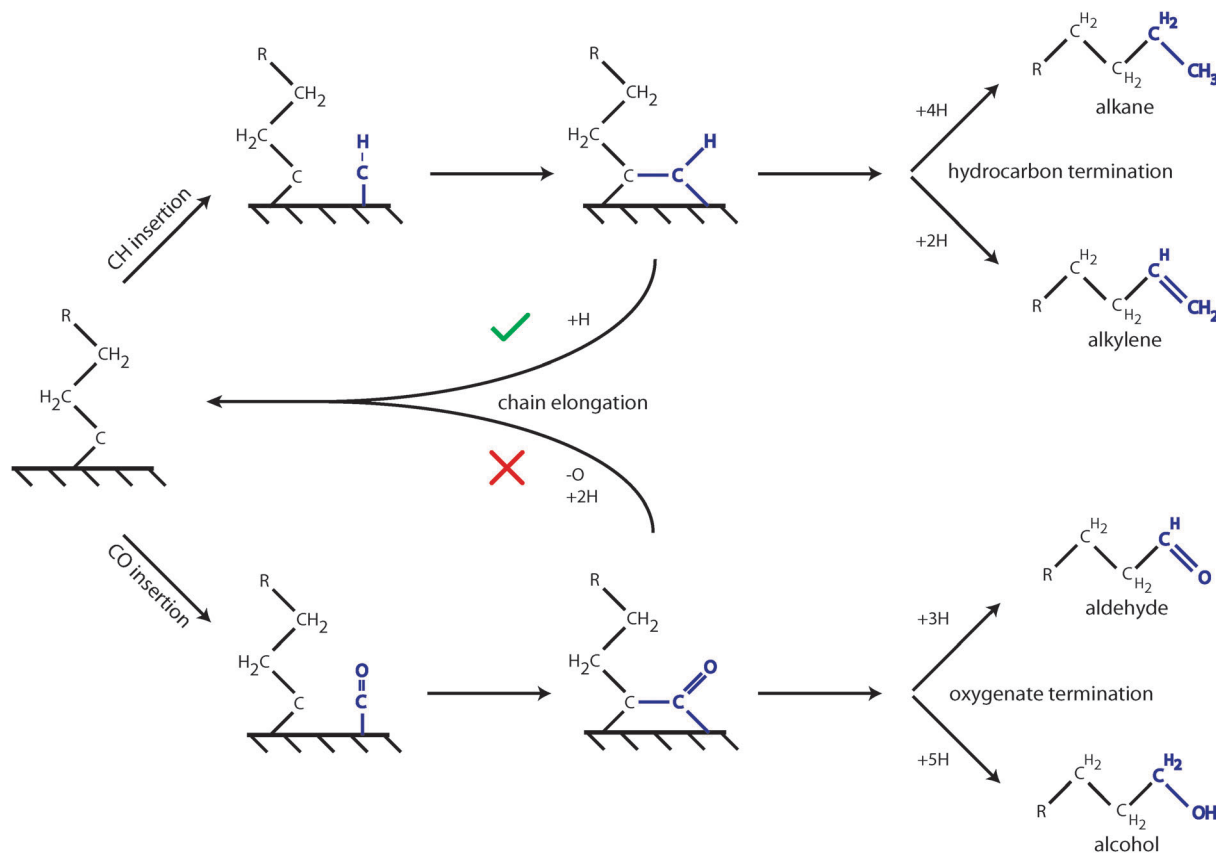 R
CH₂
H₂C
C
H
C
R
CH₂
H₂C
C
C
H
+4H
R
C
H₂
C
H₂
C
H₂
CH₃
alkane
hydrocarbon termination
+2H
R
C
H₂
C
H₂
C
H
CH₂
alkylene
CH insertion
R
CH₂
H₂C
C
+H
chain elongation
-O
+2H
CO insertion
R
CH₂
H₂C
C
O
C
R
CH₂
H₂C
C
C
O
+3H
R
C
H₂
C
H₂
C
H
O
aldehyde
oxygenate termination
+5H
R
C
H₂
C
H₂
C
H₂
OH
alcohol